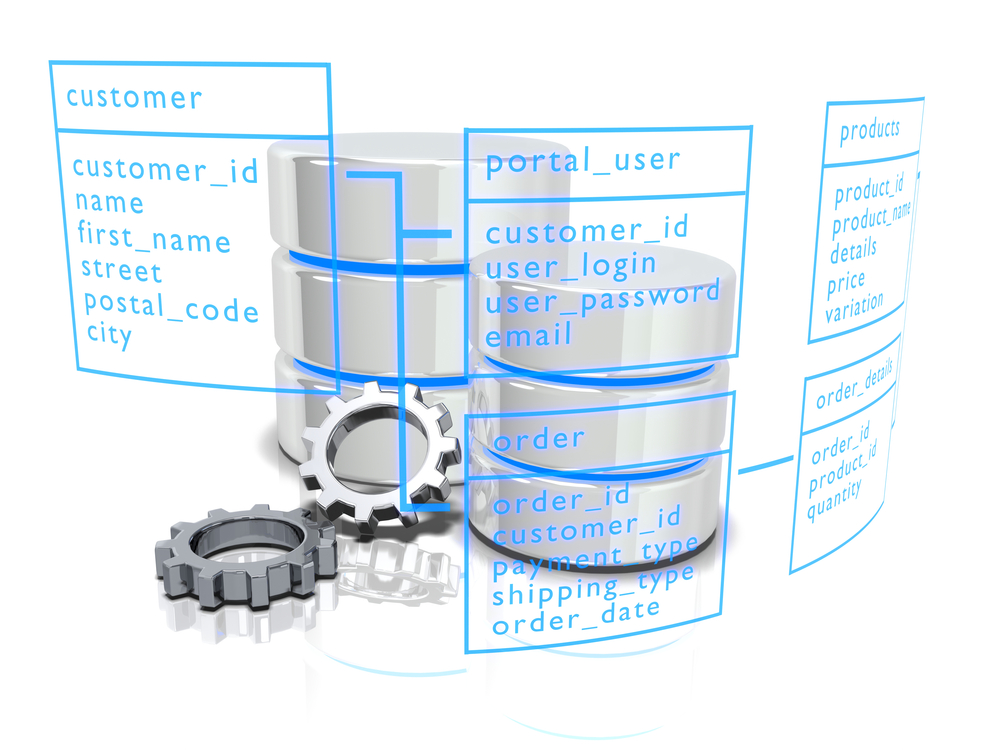 customer
customer_id
name
first_name
street
postal_code
city
portal_user
customer_id
user_login
user_password
email
order
order_id
customer_id
payment_type
shipping_type
order_date
products
product_id
product_name
details
price
variation
order_details
order_id
product_id
quantity